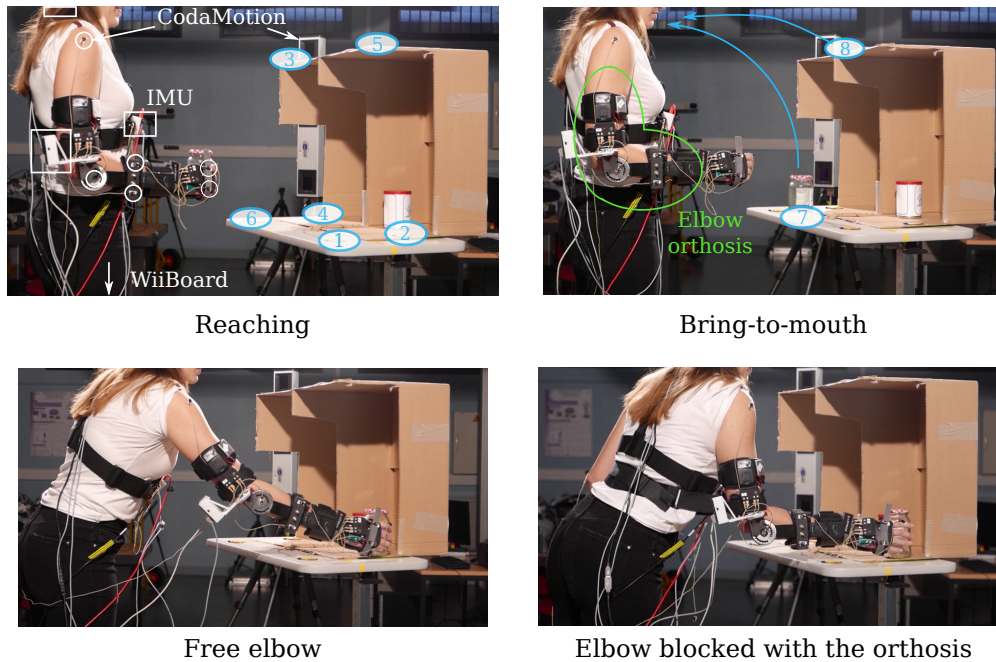 CodaMotion
5
3
IMU
6
4
1
2
WiiBoard
Reaching
8
7
Elbow
orthosis
Bring-to-mouth
Free elbow
Elbow blocked with the orthosis